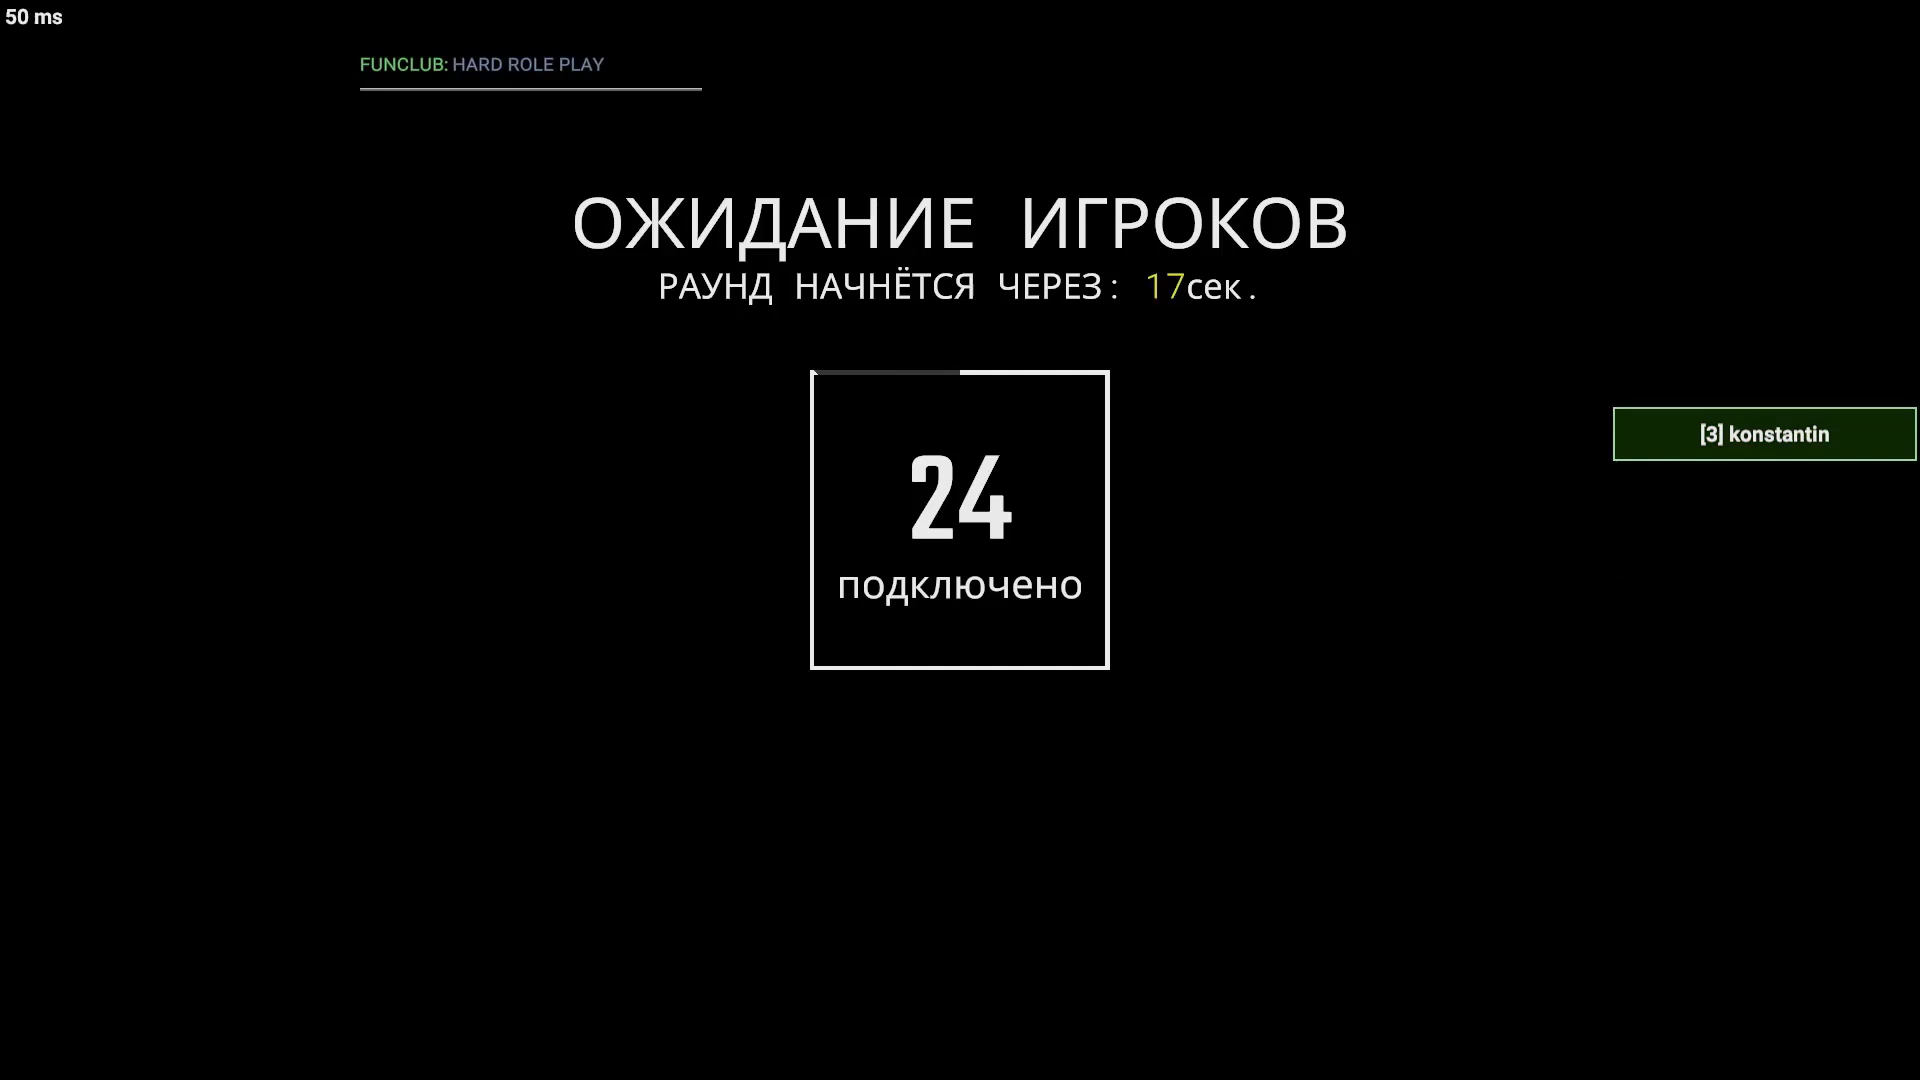 50 ms
FUNCLUB: HARD ROLE PLAY
ОЖИДАНИЕ ИГРОКОВ
РАУНД НАЧНЁТСЯ ЧЕРЕЗ: 17сек.
24
подключено
[3] konstantin